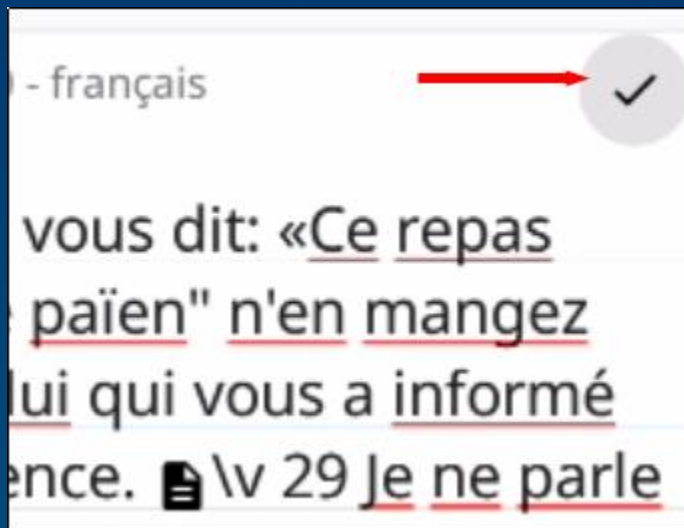 - français
vous dit: «Ce repas
païen" n'en mangez
lui qui vous a informé
ence. \v 29 Je ne parle